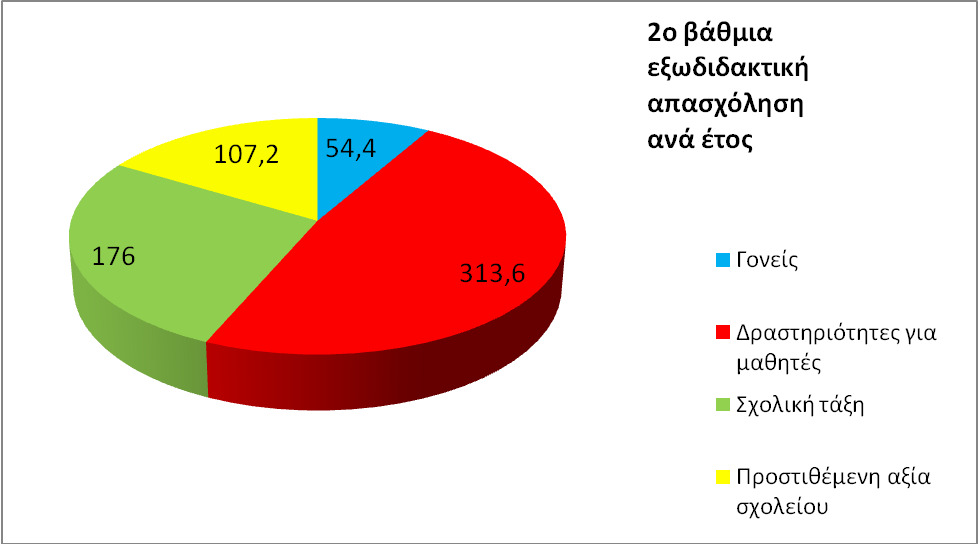 2ο βάθμια
εξωδιδακτική
απασχόληση
ανά έτος
107,2
54,4
176
313,6
Γονείς
Δραστηριότητες για
μαθητές
Σχολική τάξη
Προστιθέμενη αξία
σχολείου